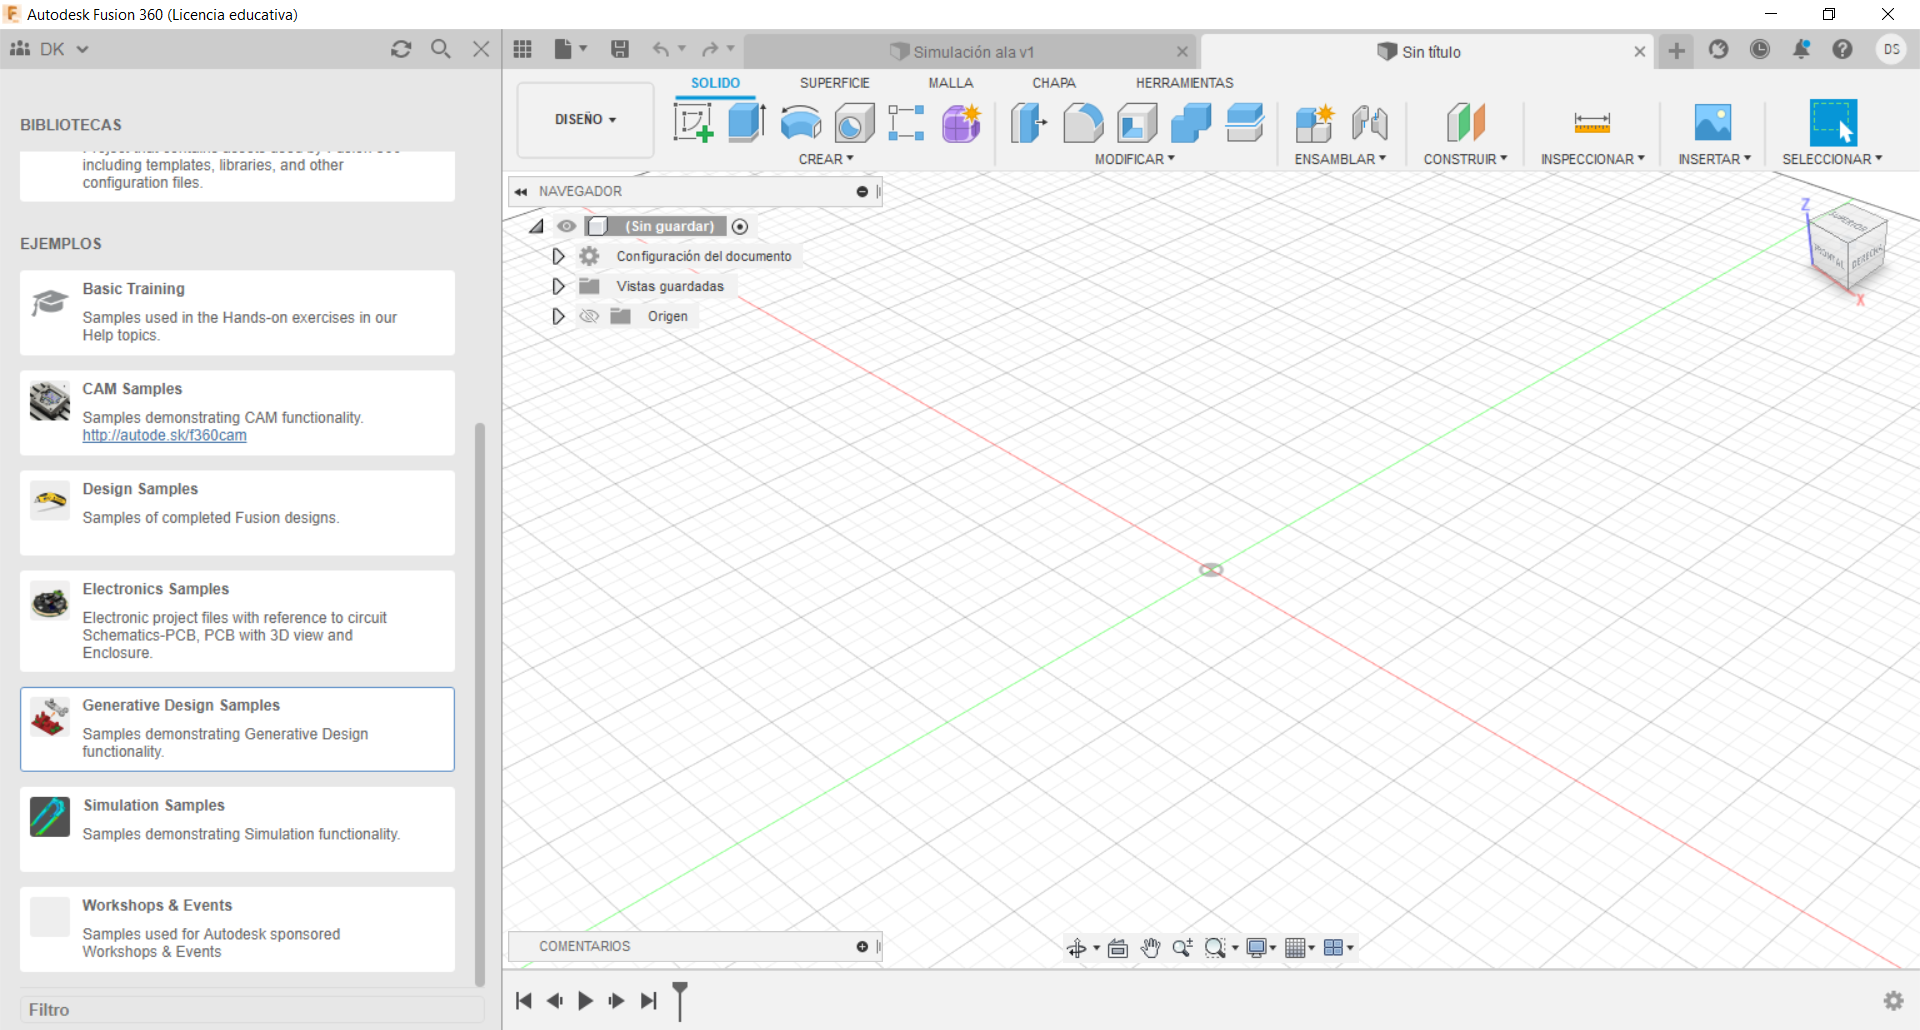 Autodesk Fusion 360 (Licencia educativa)
DK
Simulación ala v1
Sin título
DS
SOLIDO
SUPERFICIE
MALLA
CHAPA
HERRAMIENTAS
DISEÑO
CREAR
MODIFICAR
ENSAMBLAR
CONSTRUIR
INSPECCIONAR
INSERTAR
SELECCIONAR
BIBLIOTECAS
including templates, libraries, and other
configuration files.
EJEMPLOS
Basic Training
Samples used in the Hands-on exercises in our
Help topics.
CAM Samples
Samples demonstrating CAM functionality.
http://autode.sk/f360cam
Design Samples
Samples of completed Fusion designs.
Electronics Samples
Electronic project files with reference to circuit
Schematics-PCB, PCB with 3D view and
Enclosure.
Generative Design Samples
Samples demonstrating Generative Design
functionality.
Simulation Samples
Samples demonstrating Simulation functionality.
Workshops & Events
Samples used for Autodesk sponsored
Workshops & Events
Filtro
NAVEGADOR
(Sin guardar)
Configuración del documento
Vistas guardadas
Origen
Z
SUPERIOR
FRONTAL
X
COMENTARIOS